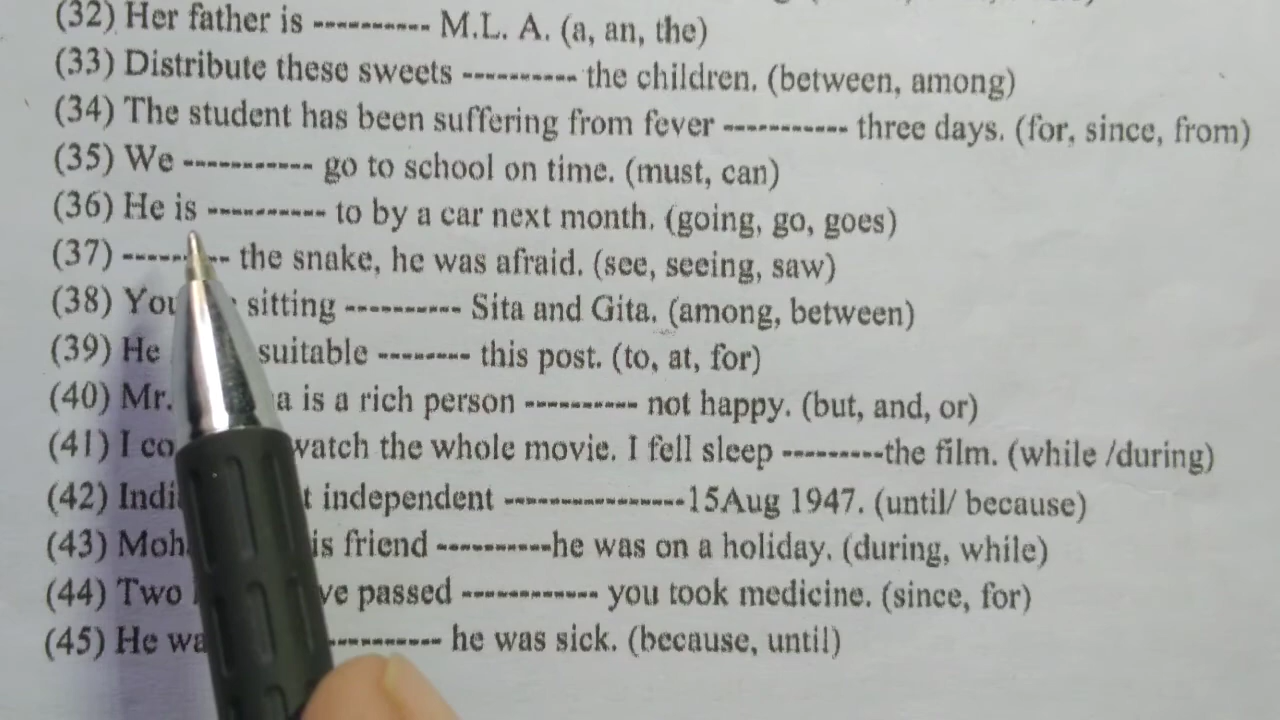 (32) Her father is ---------- M.L. A. (a, an, the)
(33) Distribute these sweets ---------- the children. (between, among)
(34) The student has been suffering from fever ----------- three days. (for, since, from)
(35) We ----------- go to school on time. (must, can)
(36) He is ---------- to by a car next month. (going, go, goes)
(37) ---------- the snake, he was afraid. (see, seeing, saw)
(38) You sitting ---------- Sita and Gita. (among, between)
(39) He suitable -------- this post. (to, at, for)
(40) Mr. is a rich person ---------- not happy. (but, and, or)
(41) I watch the whole movie. I fell sleep ---------the film. (while /during)
(42) independent ----------------15Aug 1947. (until/ because)
(43) is friend ----------he was on a holiday. (during, while)
(44) Two passed ------------ you took medicine. (since, for)
(45) He ---------- he was sick. (because, until)